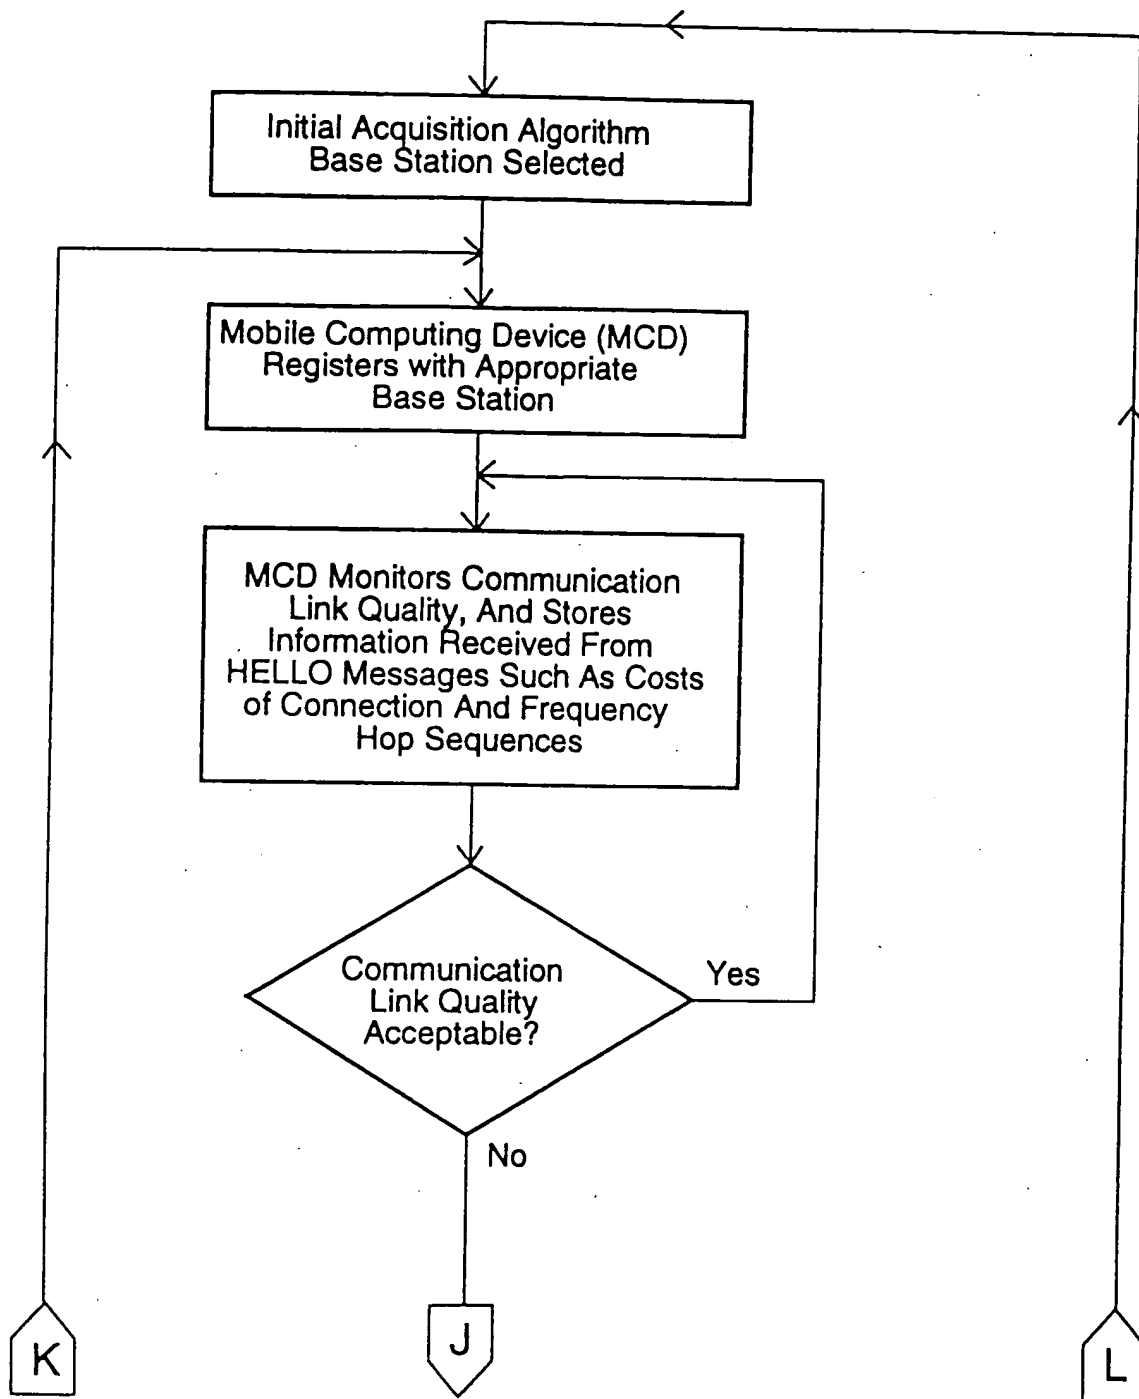 Initial Acquisition Algorithm
Base Station Selected
Mobile Computing Device (MCD)
Registers with Appropriate
Base Station
MCD Monitors Communication
Link Quality, And Stores
Information Received From
HELLO Messages Such As Costs
of Connection And Frequency
Hop Sequences
Communication
Link Quality
Acceptable?
Yes
No
K
J
L